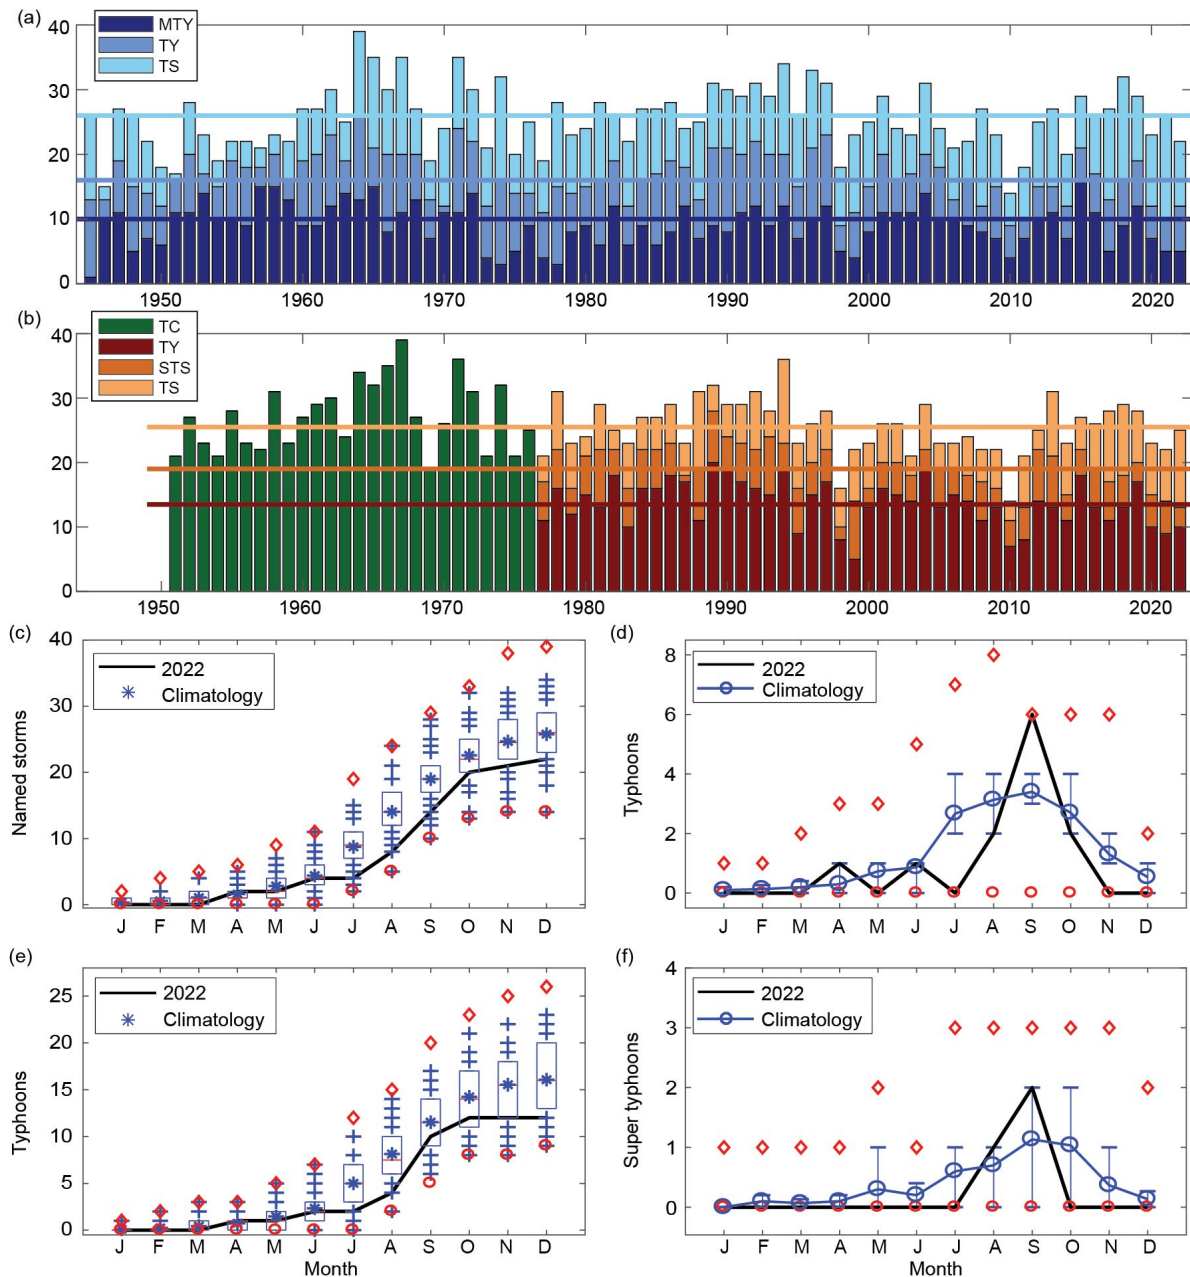 (a)
MTY
TY
TS
40
30
20
10
0
1950 1960 1970 1980 1990 2000 2010 2020
(b)
TC
TY
STS
TS
40
30
20
10
0
1950 1960 1970 1980 1990 2000 2010 2020
(c)
2022
Climatology
Named storms
40
30
20
10
0
J F M A M J J A S O N D
(d)
2022
Climatology
Typhoons
8
6
4
2
0
J F M A M J J A S O N D
(e)
2022
Climatology
Typhoons
25
20
15
10
5
0
J F M A M J J A S O N D
Month
(f)
2022
Climatology
Super typhoons
4
3
2
1
0
J F M A M J J A S O N D
Month